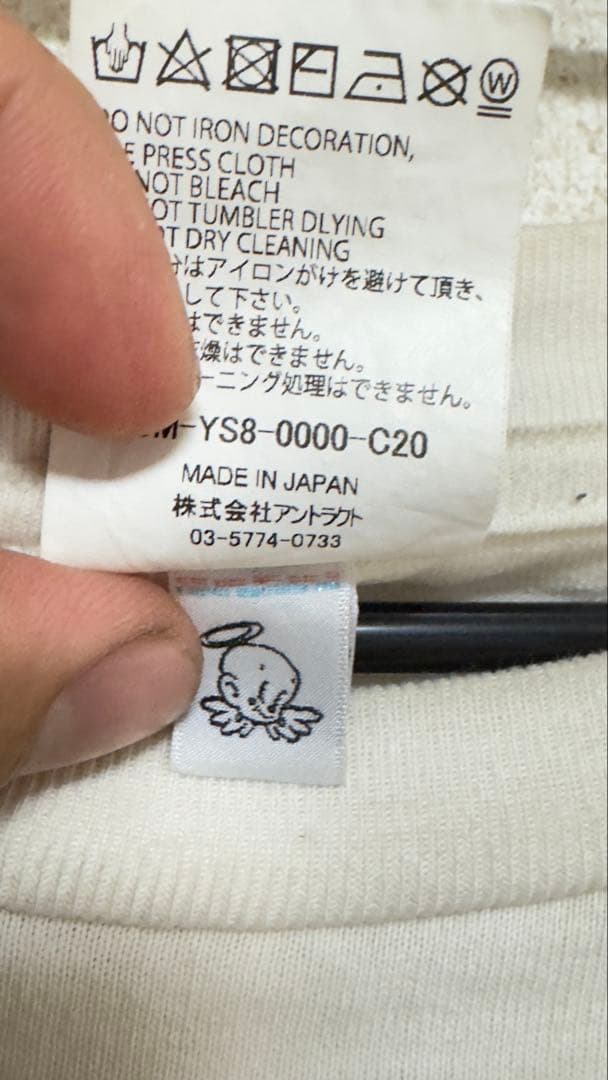 W
NOT IRON DECORATION,
PRESS CLOTH
NOT BLEACH
TUMBLER DLYING
DRY CLEANING
はアイロンがけを避けて頂き、
して下さい。
はできません。
燥はできません。
ーニング処理はできません。
M-YS8-0000-C20
MADE IN JAPAN
株式会社アントラクト
03-5774-0733